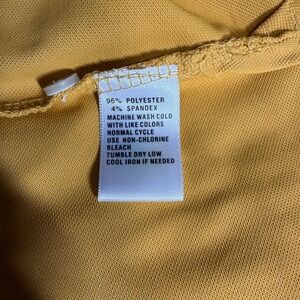 96% POLYESTER
4% SPANDEX
MACHINE WASH COLD
WITH LIKE COLORS
NORMAL CYCLE
USE NON-CHLORINE
BLEACH
TUMBLE DRY LOW
COOL IRON IF NEEDED